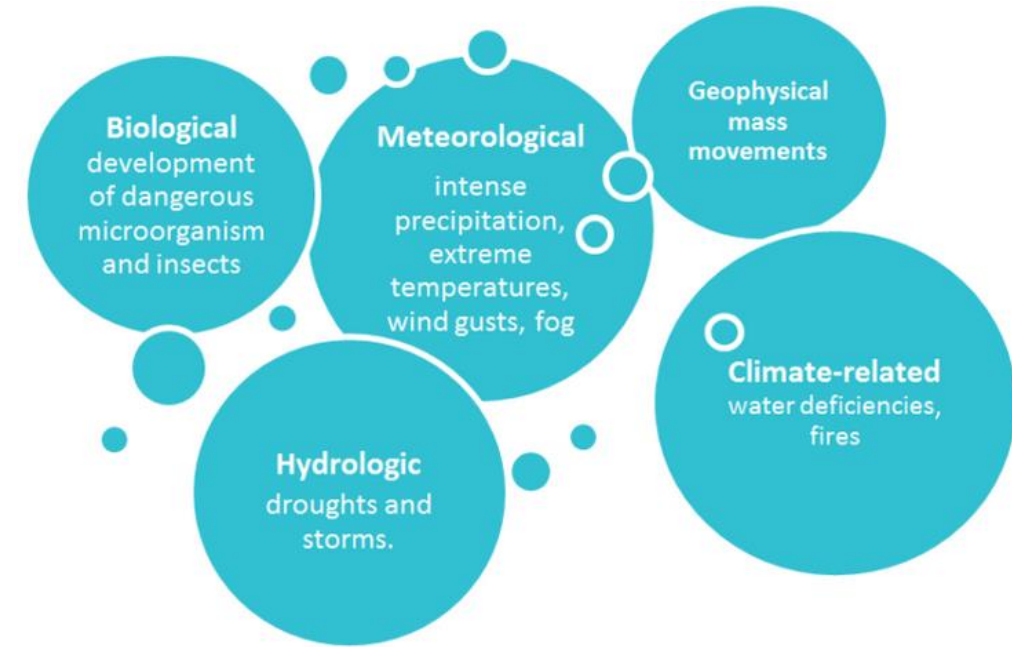 Biological
development
of dangerous
microorganism
and insects
Meteorological
intense
precipitation,
extreme
temperatures,
wind gusts, fog
Geophysical
mass
movements
Hydrologic
droughts and
storms.
Climate-related
water deficiencies,
fires